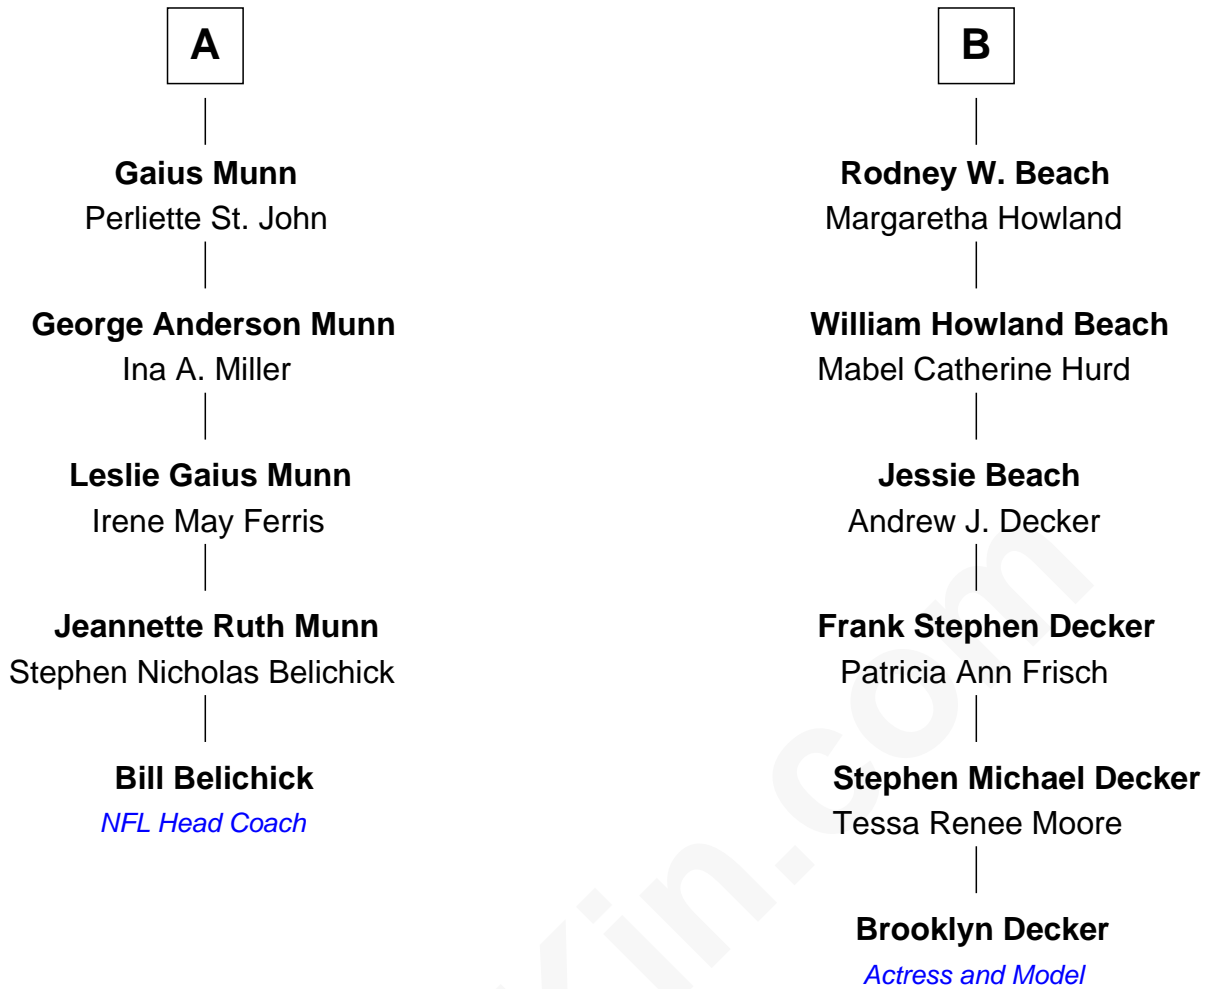 A
Gaius Munn
Perliette St. John
George Anderson Munn
Ina A. Miller
Leslie Gaius Munn
Irene May Ferris
Jeannette Ruth Munn
Stephen Nicholas Belichick
Bill Belichick
NFL Head Coach
B
Rodney W. Beach
Margaretha Howland
William Howland Beach
Mabel Catherine Hurd
Jessie Beach
Andrew J. Decker
Frank Stephen Decker
Patricia Ann Frisch
Stephen Michael Decker
Tessa Renee Moore
Brooklyn Decker
Actress and Model
Kin.com